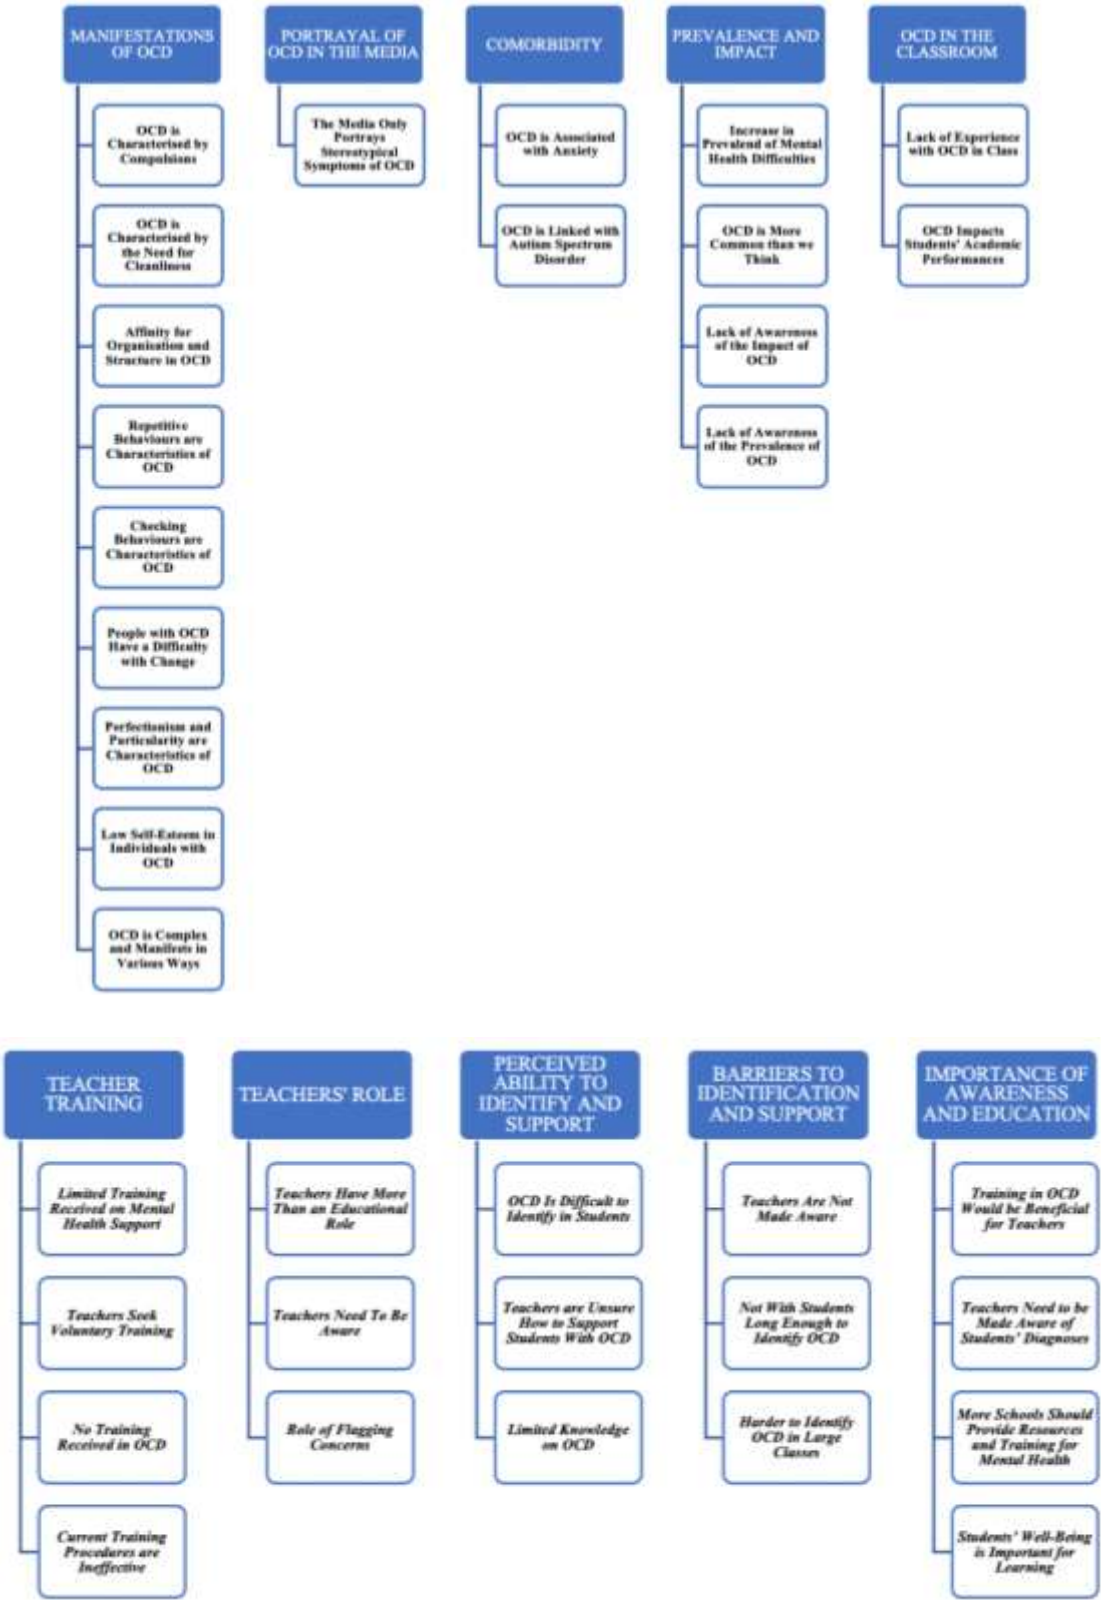 MANIFESTATIONS
OF OCD
OCD is
Characterised by
Compulsions
OCD is
Characterised by
the Need for
Cleanliness
Affinity for
Organisation and
Structure in OCD
Repetitive
Behaviours are
Characteristics of
OCD
Checking
Behaviours are
Characteristics of
OCD
People with OCD
Have a Difficulty
with Change
Perfectionism and
Particularity are
Characteristics of
OCD
Low Self-Esteem in
Individuals with
OCD
OCD is Complex
and Manifests in
Various Ways
PORTRAYAL OF
OCD IN THE MEDIA
The Media Only
Portrays
Stereotypical
Symptoms of OCD
COMORBIDITY
OCD is Associated
with Anxiety
OCD is Linked with
Autism Spectrum
Disorder
PREVALENCE AND
IMPACT
Increase in
Prevalend of Mental
Health Difficulties
OCD is More
Common than we
Think
Lack of Awareness
of the Impact of
OCD
Lack of Awareness
of the Prevalence of
OCD
OCD IN THE
CLASSROOM
Lack of Experience
with OCD in Class
OCD Impacts
Students' Academic
Performances
TEACHER
TRAINING
Limited Training
Received on Mental
Health Support
Teachers Seek
Voluntary Training
No Training
Received in OCD
Current Training
Procedures are
Ineffective
TEACHERS' ROLE
Teachers Have More
Than an Educational
Role
Teachers Need To Be
Aware
Role of Flagging
Concerns
PERCEIVED
ABILITY TO
IDENTIFY AND
SUPPORT
OCD Is Difficult to
Identify in Students
Teachers are Unsure
How to Support
Students With OCD
Limited Knowledge
on OCD
BARRIERS TO
IDENTIFICATION
AND SUPPORT
Teachers Are Not
Made Aware
Not With Students
Long Enough to
Identify OCD
Harder to Identify
OCD in Large
Classes
IMPORTANCE OF
AWARENESS
AND EDUCATION
Training in OCD
Would be Beneficial
for Teachers
Teachers Need to be
Made Aware of
Students' Diagnoses
More Schools Should
Provide Resources
and Training for
Mental Health
Students' Well-Being
is Important for
Learning